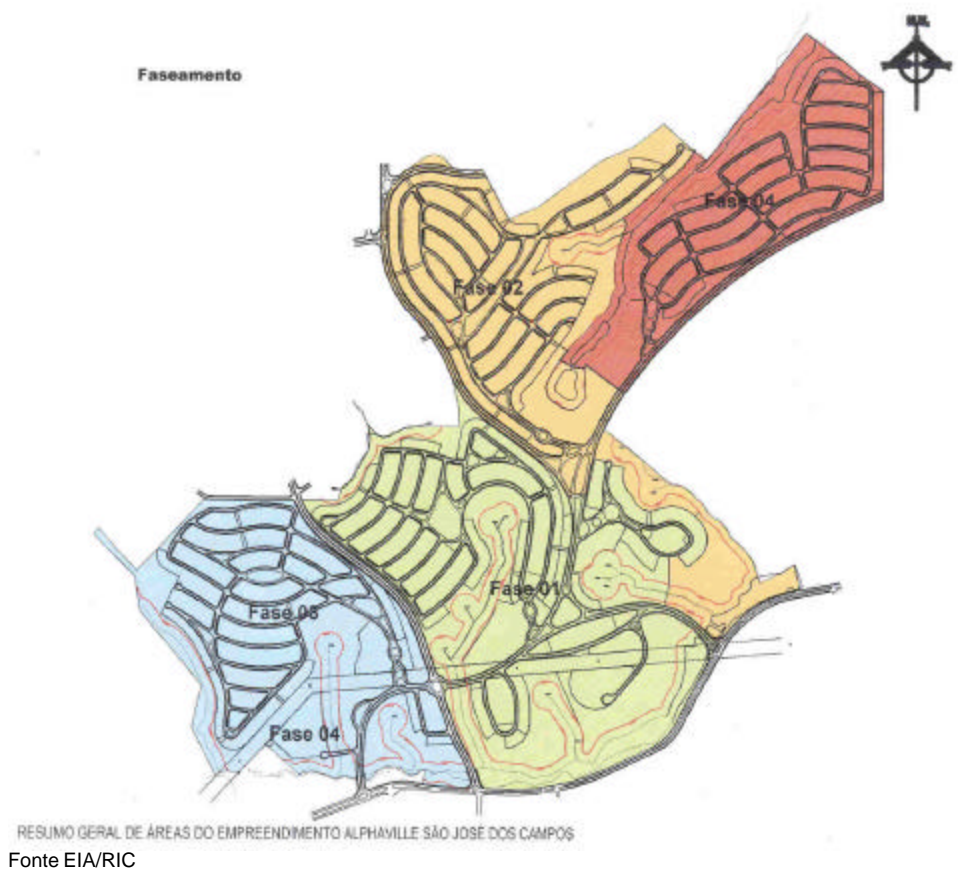 Faseamento
Fase 04
Fase 02
Fase 01
Fase 03
Fase 04
RESUMO GERAL DE ÁREAS DO EMPREENDIMENTO ALPHAVILLE SÃO JOSÉ DOS CAMPOS
Fonte EIA/RIC